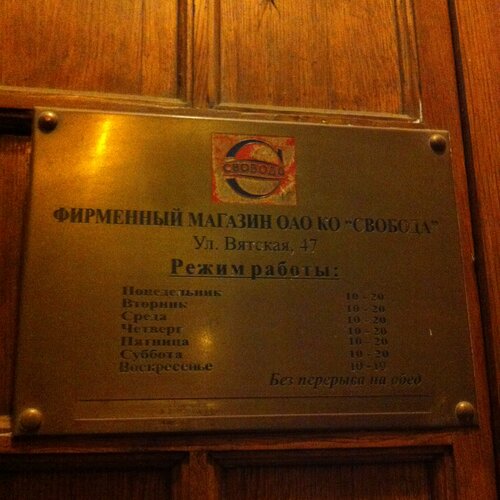 СВОБОДА
ФИРМЕННЫЙ МАГАЗИН ОАО КО "СВОБОДА"
Ул. Вятская, 47
Режим работы:
Понедельник 10 - 20
Вторник 10 - 20
Среда 10 - 20
Четверг 10 - 20
Пятница 10 - 20
Суббота 10 - 20
Воскресенье 10 - 19
Без перерыва на обед